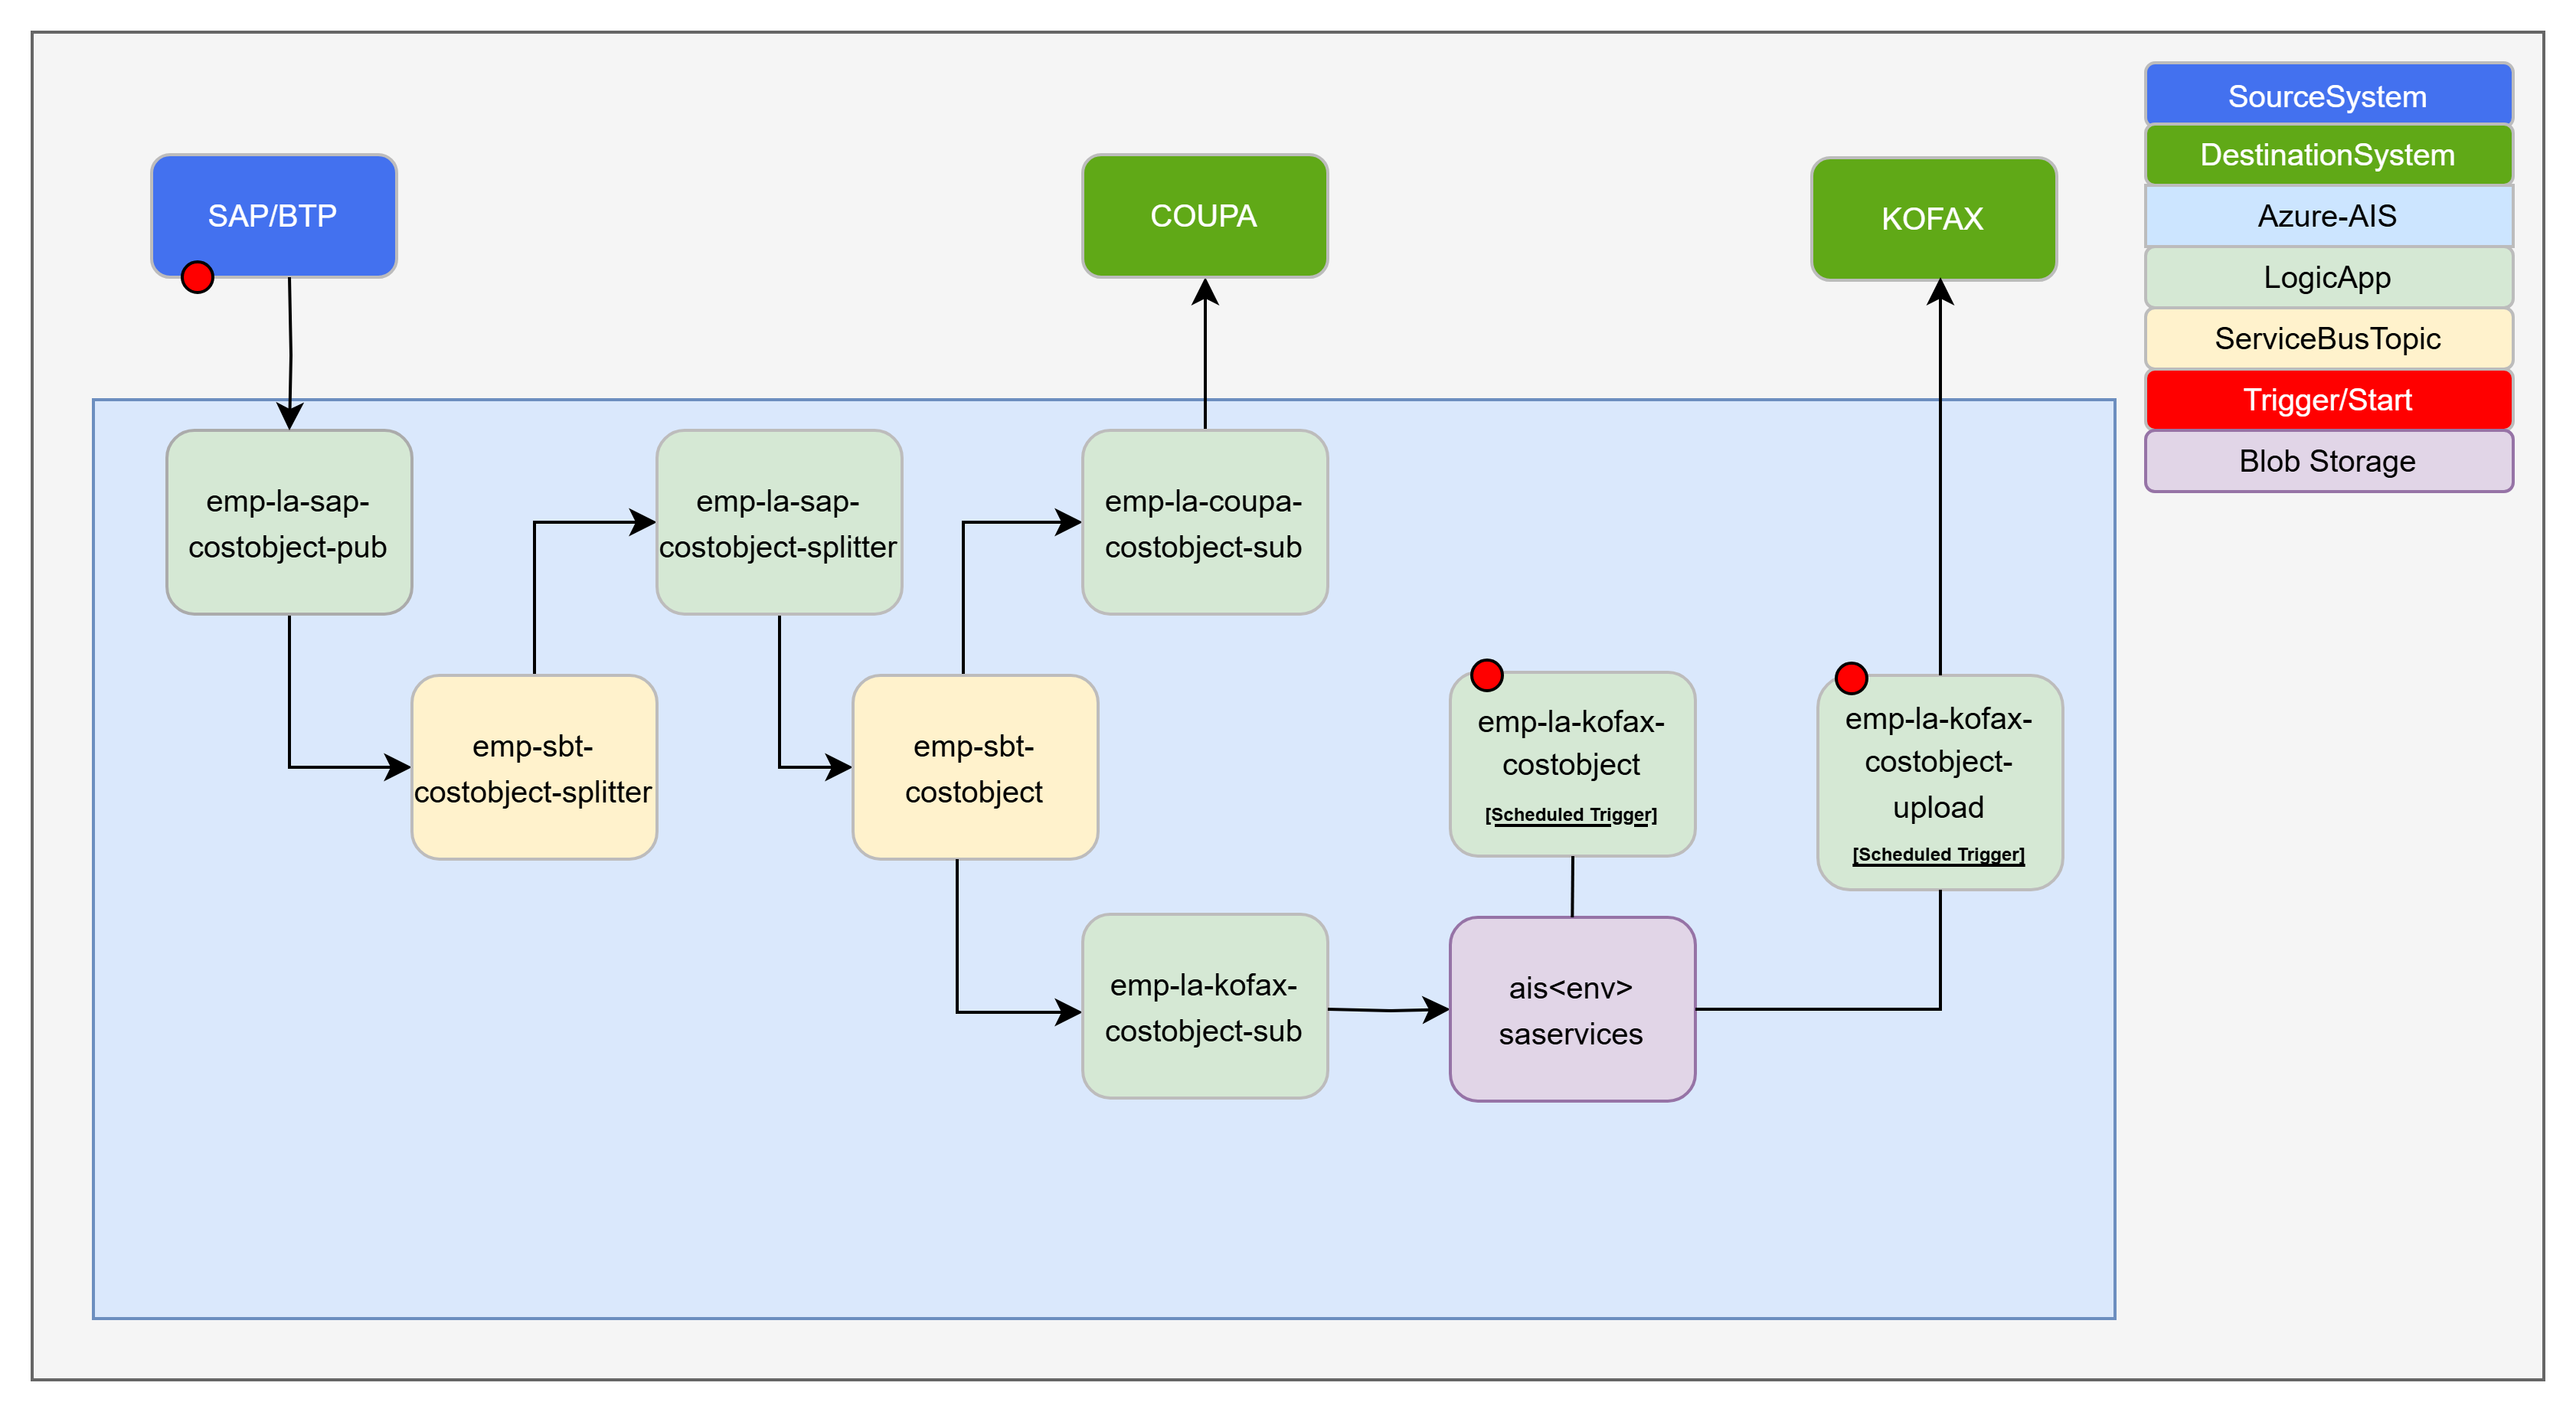 SourceSystem
DestinationSystem
Azure-AIS
LogicApp
ServiceBusTopic
Trigger/Start
Blob Storage
SAP/BTP
COUPA
KOFAX
emp-la-sap-
costobject-pub
emp-la-sap-
costobject-splitter
emp-la-coupa-
costobject-sub
emp-sbt-
costobject-splitter
emp-sbt-
costobject
emp-la-kofax-
costobject
[Scheduled Trigger]
emp-la-kofax-
costobject-
upload
[Scheduled Trigger]
emp-la-kofax-
costobject-sub
ais<env>
saservices